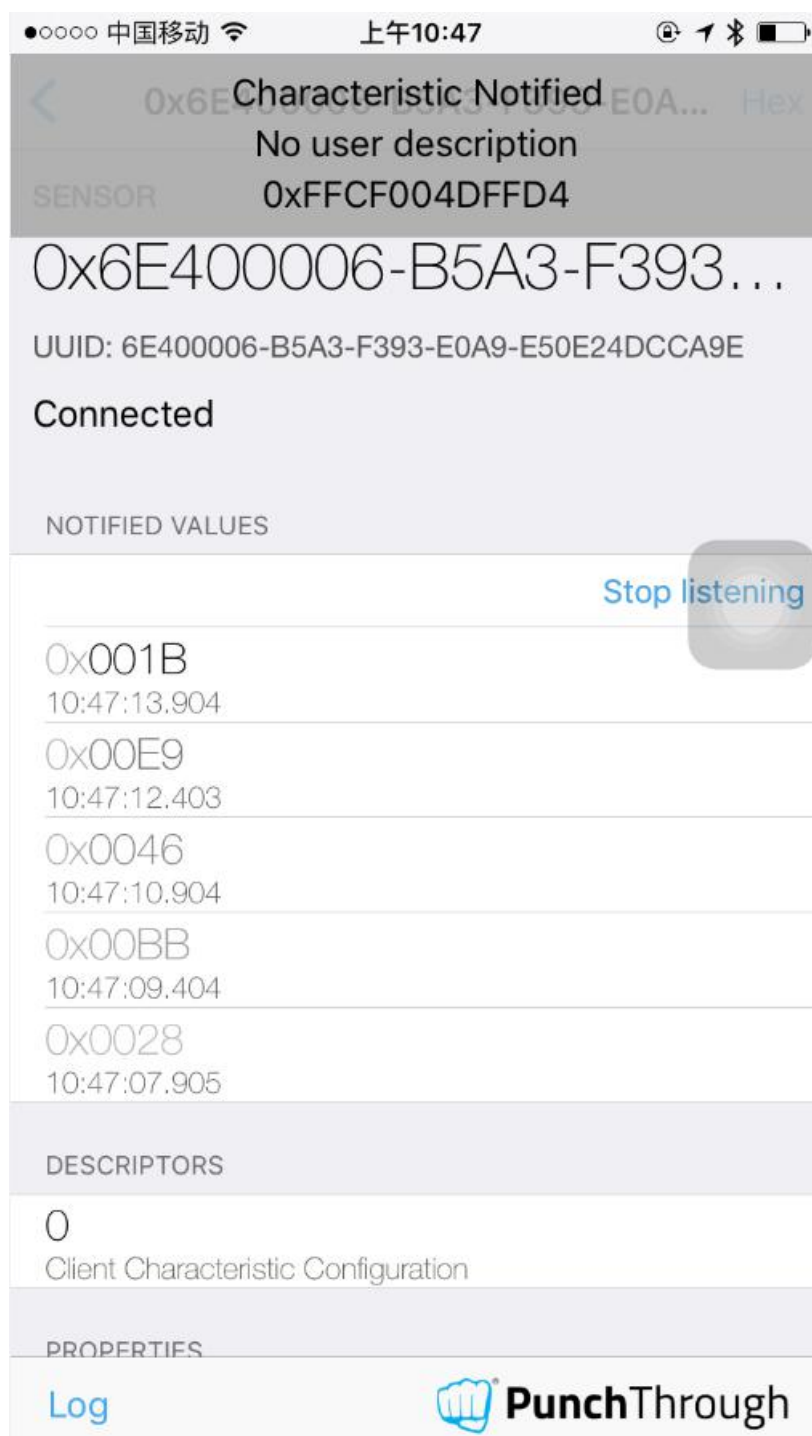 中国移动 上午10:47
Characteristic Notified
No user description
0xFFCF004DFFD4
Hex
SENSOR
0x6E400006-B5A3-F393...
UUID: 6E400006-B5A3-F393-E0A9-E50E24DCCA9E
Connected
NOTIFIED VALUES
Stop listening
0x001B
10:47:13.904
0x00E9
10:47:12.403
0x0046
10:47:10.904
0x00BB
10:47:09.404
0x0028
10:47:07.905
DESCRIPTORS
0
Client Characteristic Configuration
PROPERTIES
Log
PunchThrough